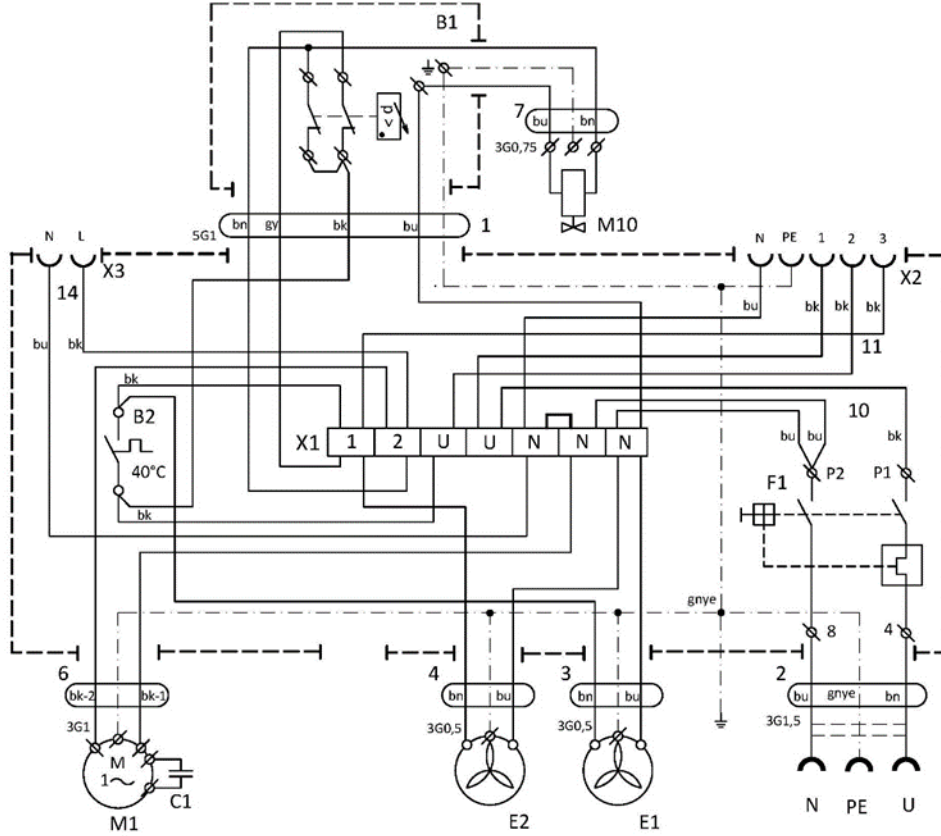 B1
7
bu bn
3G0,75
p <
M10
bn gy bk bu 1
5G1
N L
X3
N PE 1 2 3
X2
14
bu bk
bu bk bk bk
11
bk
B2
40°C
bk
X1 1 2 U U N N N
10
bu bu bk
P2 P1
F1
gnye
8 4
6
bk-2 bk-1
3G1
4
bn bu
3G0,5
3
bn bu
3G0,5
2
bu gnye bn
3G1,5
M
1
C1
M1
E2
E1
N PE U